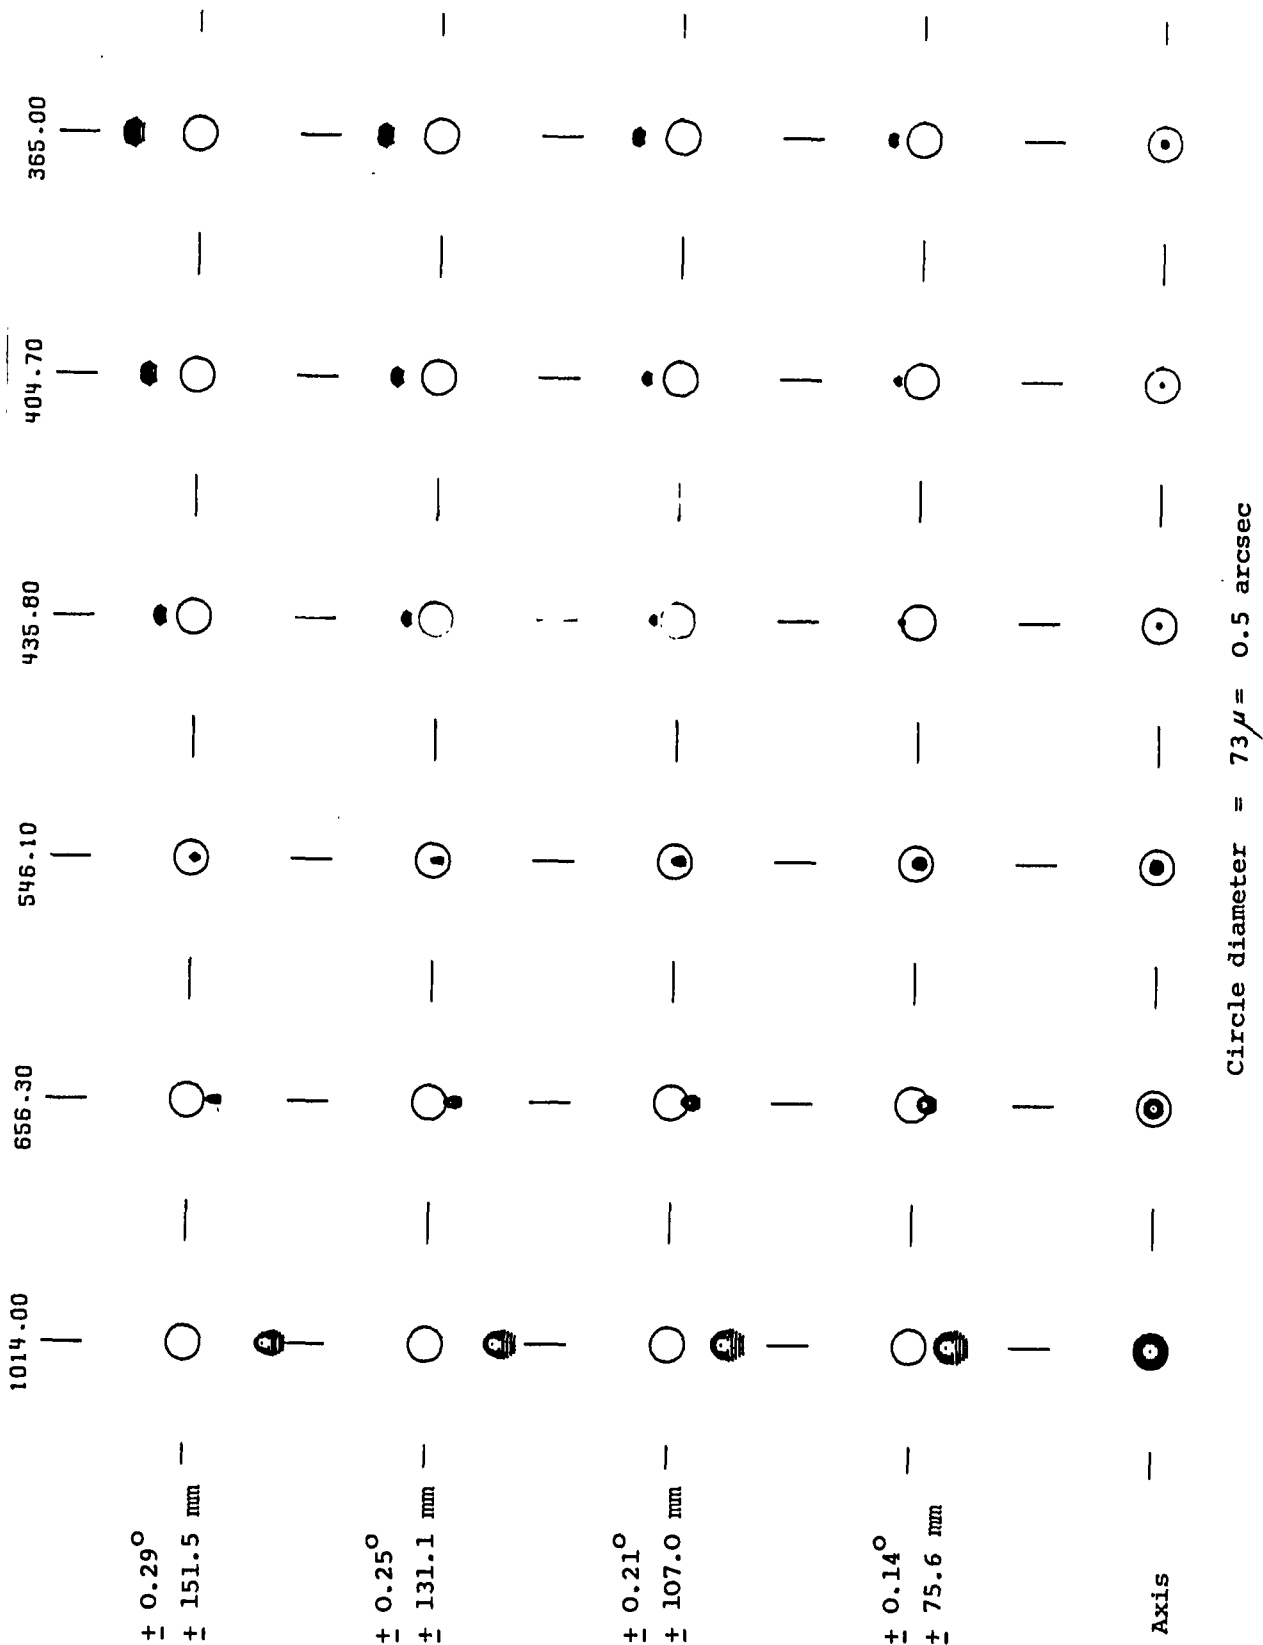 1014.00 656.30 546.10 435.80 404.70 365.00
± 0.29°
± 151.5 mm
± 0.25°
± 131.1 mm
± 0.21°
± 107.0 mm
± 0.14°
± 75.6 mm
Axis
Circle diameter = 73μ = 0.5 arcsec